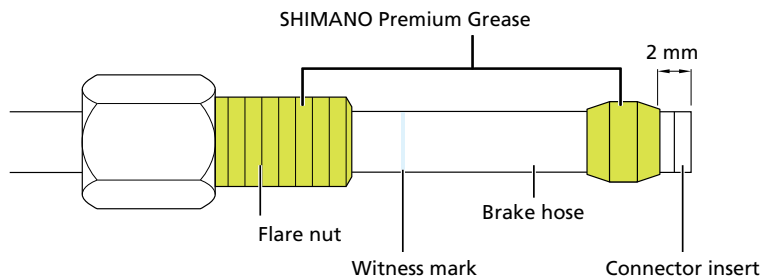 SHIMANO Premium Grease
2 mm
Brake hose
Flare nut
Witness mark
Connector insert